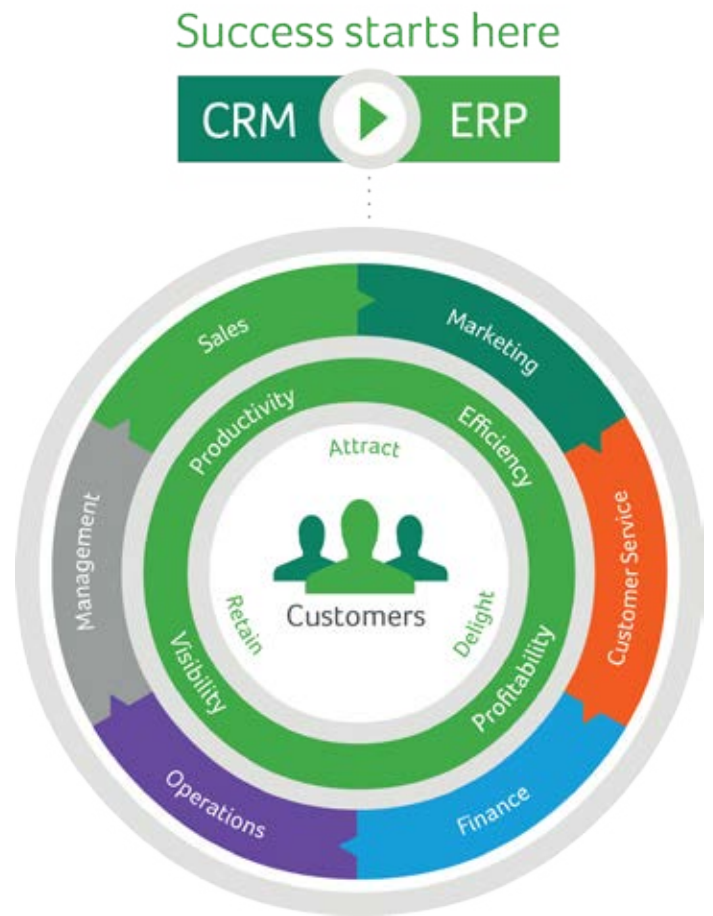 Success starts here
CRM
ERP
Sales
Marketing
Customer Service
Finance
Operations
Management
Productivity
Efficiency
Profitability
Visibility
Attract
Delight
Retain
Customers